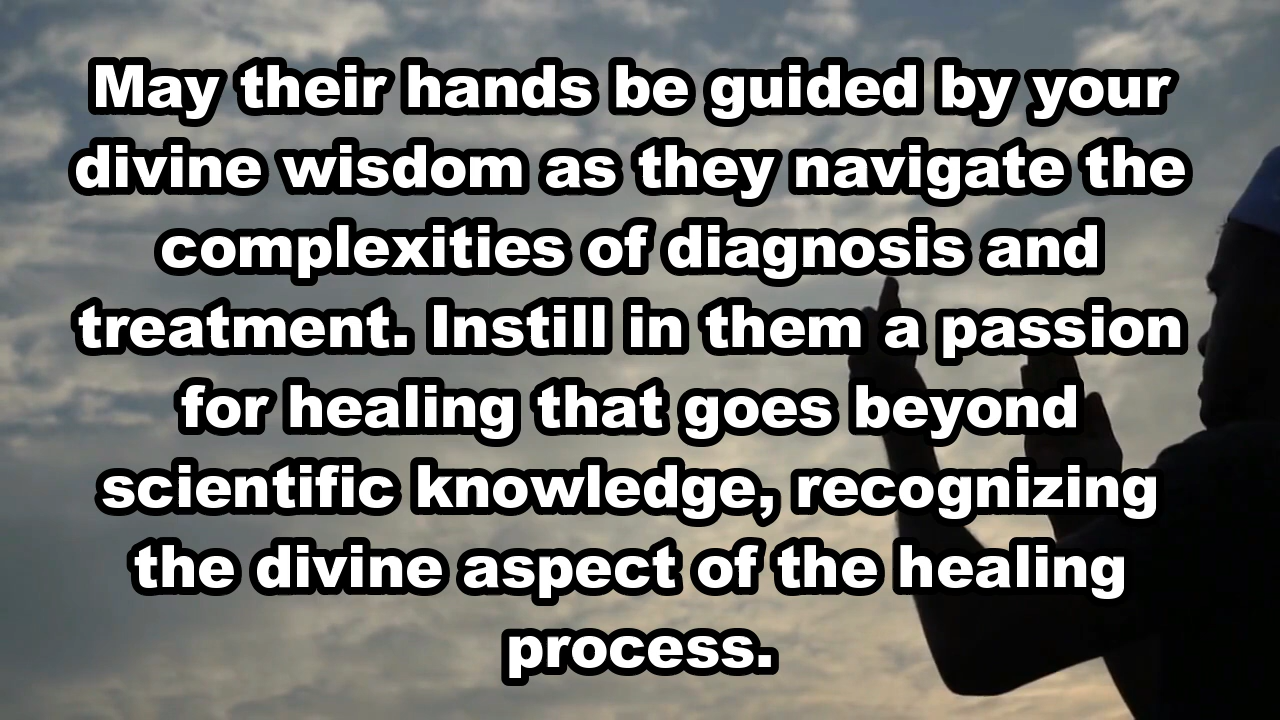 May their hands be guided by your
divine wisdom as they navigate the
complexities of diagnosis and
treatment. Instill in them a passion
for healing that goes beyond
scientific knowledge, recognizing
the divine aspect of the healing
process.